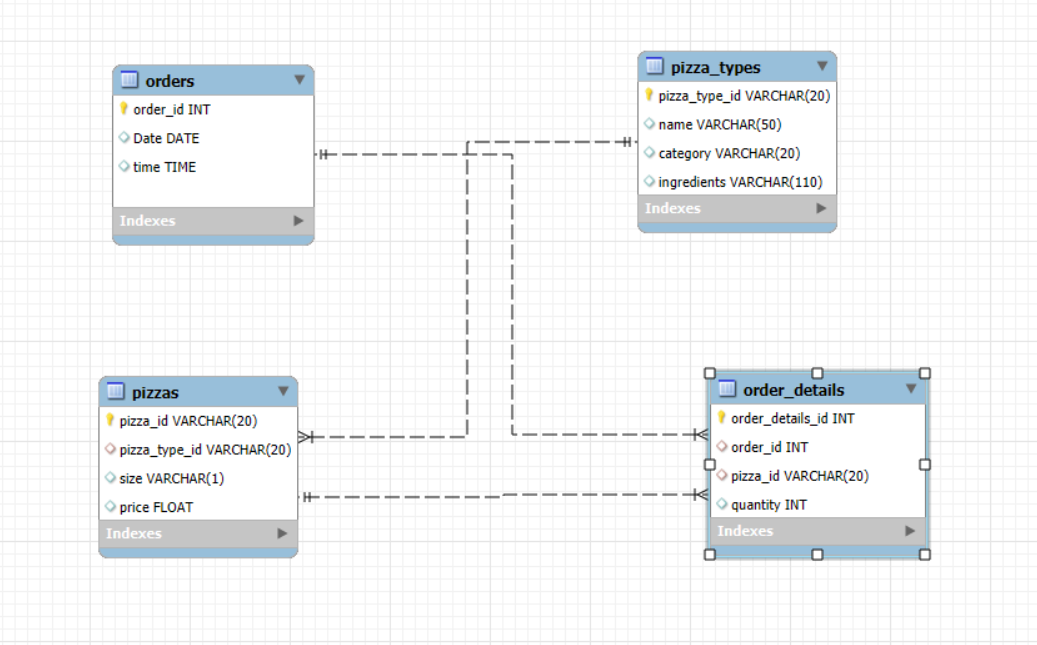 orders
order_id INT
Date DATE
time TIME
Indexes
pizza_types
pizza_type_id VARCHAR(20)
name VARCHAR(50)
category VARCHAR(20)
ingredients VARCHAR(110)
Indexes
pizzas
pizza_id VARCHAR(20)
pizza_type_id VARCHAR(20)
size VARCHAR(1)
price FLOAT
Indexes
order_details
order_details_id INT
order_id INT
pizza_id VARCHAR(20)
quantity INT
Indexes